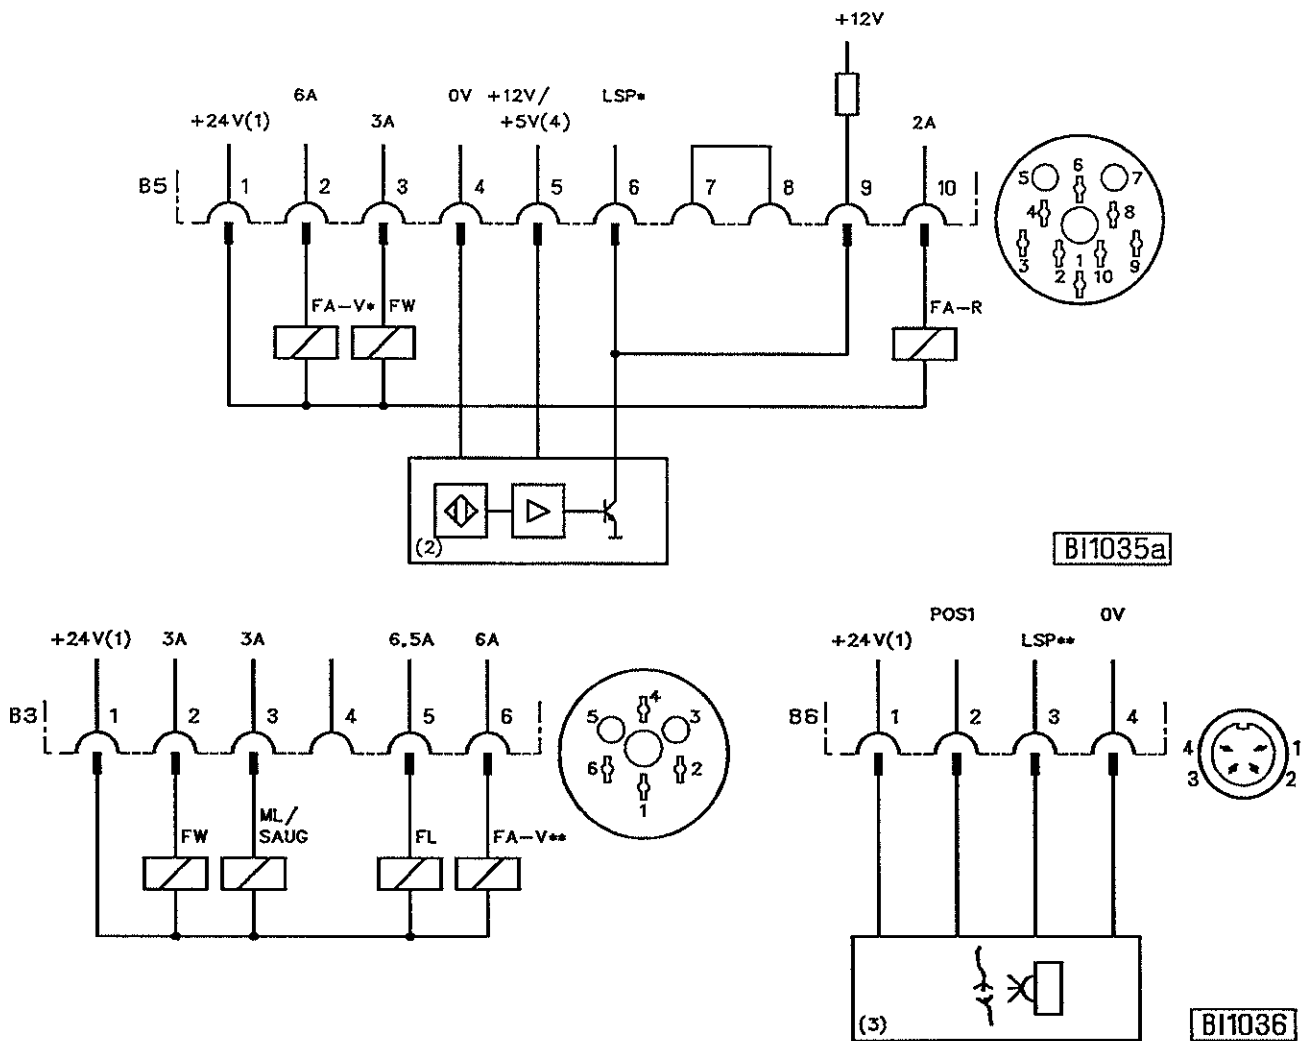 +12V
6A 0V +12V/ LSP*
+24V(1) 3A +5V(4) 2A
B5 1 2 3 4 5 6 7 8 9 10
6
5 7
4 8
3 2 1 10 9
FA-V* FW FA-R
(2)
BI1035a
POS1 0V
+24V(1) 3A 3A 6,5A 6A
+24V(1) LSP**
B3 1 2 3 4 5 6
4
5 3
6 2
1
B6 1 2 3 4
4 1
3 2
ML/
FW SAUG FL FA-V**
(3)
BI1036